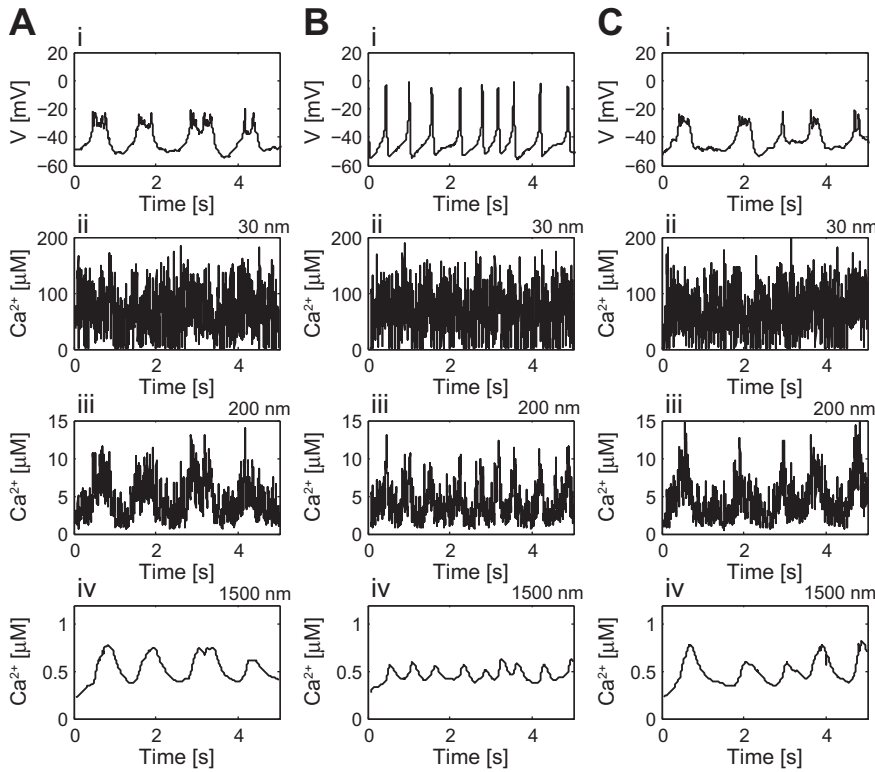 A
i
20
0
−20
−40
−60
V [mV]
0 2 4
Time [s]
ii
30 nm
200
100
0
Ca²⁺ [μM]
0 2 4
Time [s]
iii
200 nm
15
10
5
0
Ca²⁺ [μM]
0 2 4
Time [s]
iv
1500 nm
1
0.5
0
Ca²⁺ [μM]
0 2 4
Time [s]
B
i
20
0
−20
−40
−60
V [mV]
0 2 4
Time [s]
ii
30 nm
200
100
0
Ca²⁺ [μM]
0 2 4
Time [s]
iii
200 nm
15
10
5
0
Ca²⁺ [μM]
0 2 4
Time [s]
iv
1500 nm
1
0.5
0
Ca²⁺ [μM]
0 2 4
Time [s]
C
i
20
0
−20
−40
−60
V [mV]
0 2 4
Time [s]
ii
30 nm
200
100
0
Ca²⁺ [μM]
0 2 4
Time [s]
iii
200 nm
15
10
5
0
Ca²⁺ [μM]
0 2 4
Time [s]
iv
1500 nm
1
0.5
0
Ca²⁺ [μM]
0 2 4
Time [s]